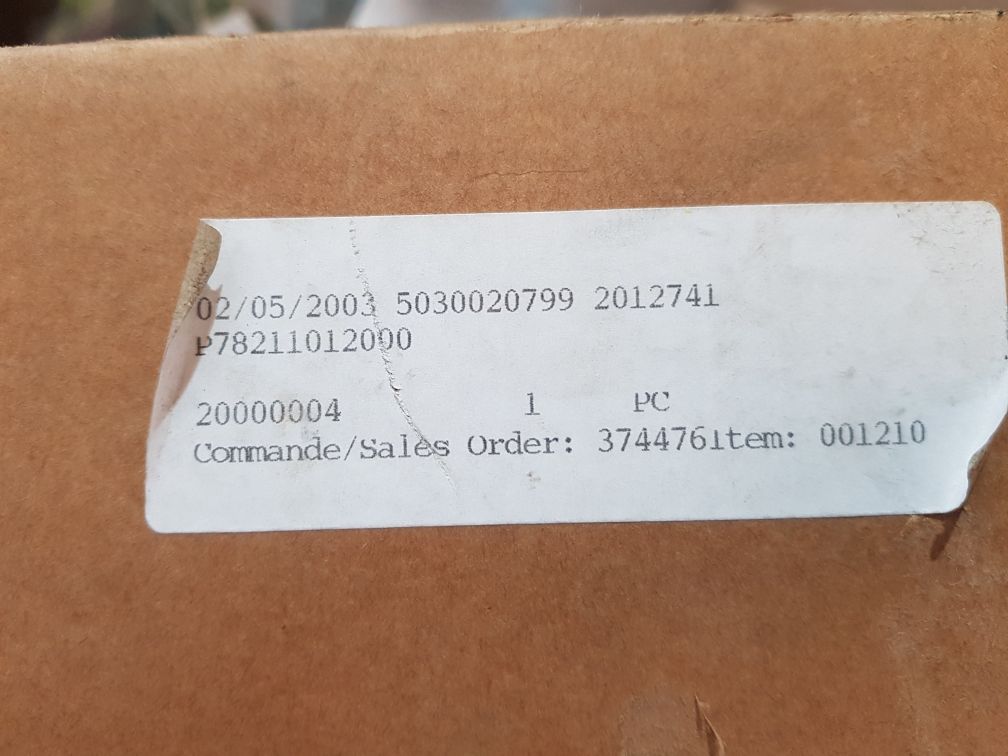 02/05/2003 5030020799 2012741
P78211012000
20000004 1 PC
Commande/Sales Order: 374476item: 001210